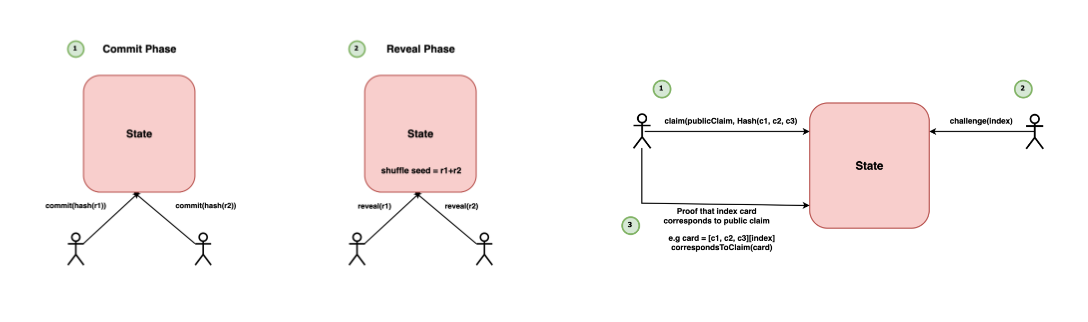 1
Commit Phase
State
commit(hash(r1))
commit(hash(r2))
2
Reveal Phase
State
shuffle seed = r1+r2
reveal(r1)
reveal(r2)
1
claim(publicClaim, Hash(c1, c2, c3)
2
challenge(index)
State
3
Proof that index card
corresponds to public claim
e.g card = [c1, c2, c3][index]
correspondsToClaim(card)